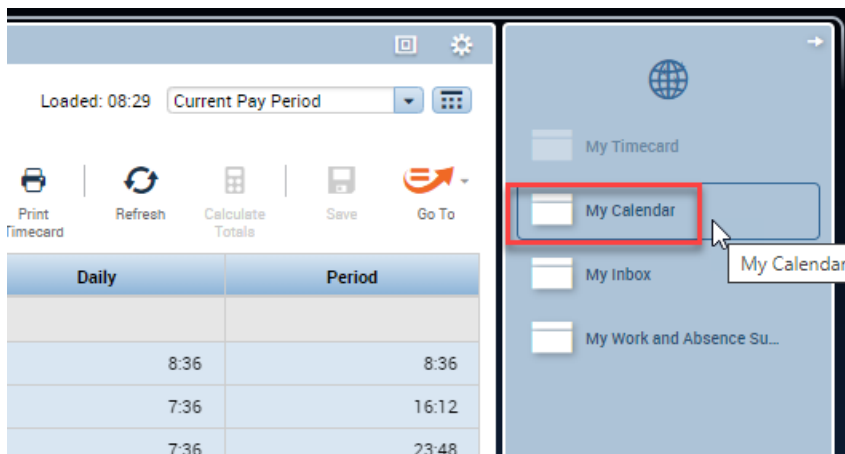 Loaded: 08:29 Current Pay Period
Print Timecard
Refresh
Calculate Totals
Save
Go To
Daily Period
8:36 8:36
7:36 16:12
7:36 23:48
My Timecard
My Calendar
My Calendar
My Inbox
My Work and Absence Su...